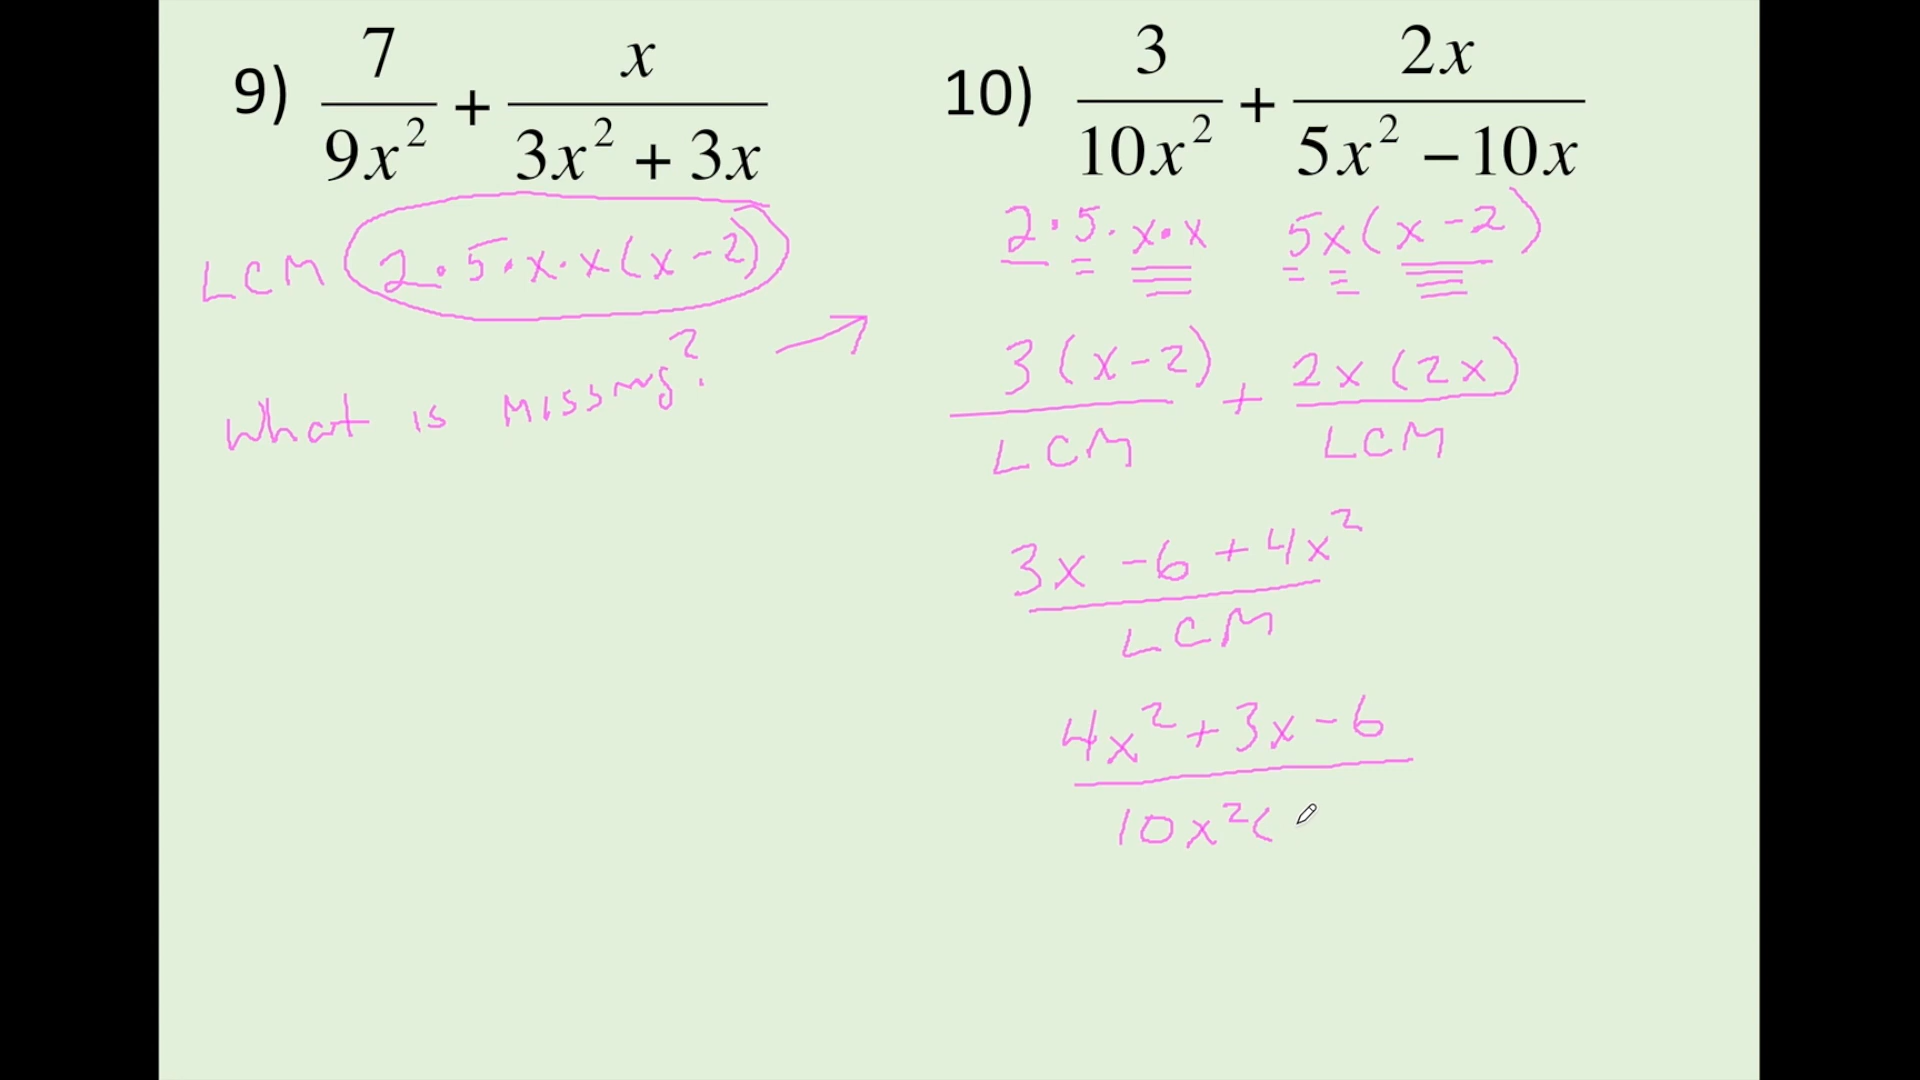 9) 7/(9x²) + x/(3x² + 3x)
LCM 2·5·x·x(x-2)
What is missing?
10) 3/(10x²) + 2x/(5x² - 10x)
2·5·x·x 5x(x-2)
3(x-2)/LCM + 2x(2x)/LCM
(3x - 6 + 4x²)/LCM
4x² + 3x - 6
10x²(